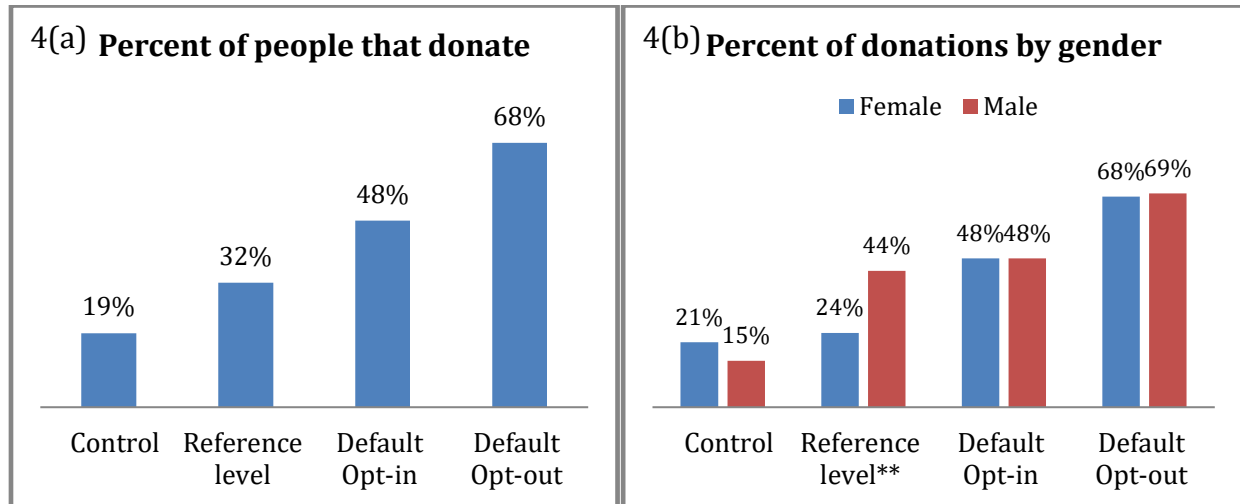 4(a) Percent of people that donate
68%
48%
32%
19%
Control
Reference
level
Default
Opt-in
Default
Opt-out
4(b) Percent of donations by gender
Female
Male
68%
69%
48%
48%
44%
24%
21%
15%
Control
Reference
level**
Default
Opt-in
Default
Opt-out